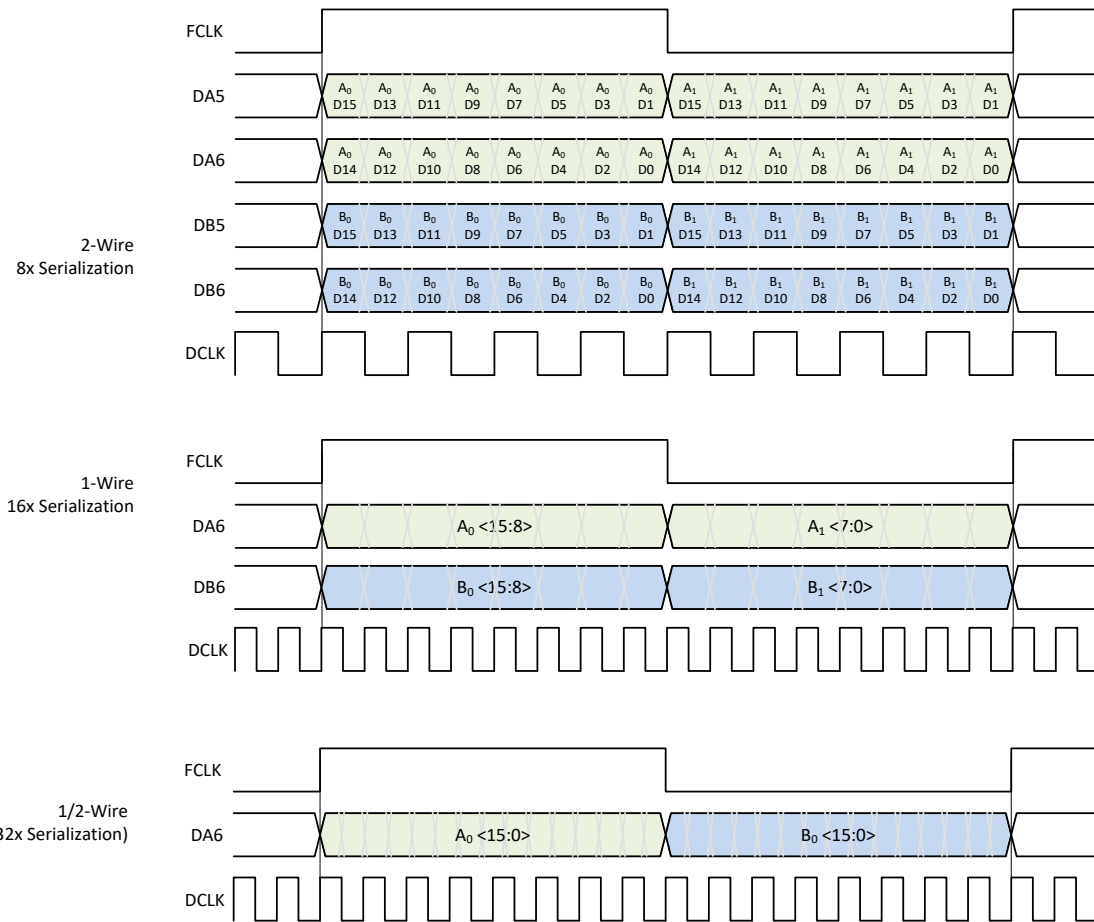 FCLK
DA5
A0 A0 A0 A0 A0 A0 A0 A0 A1 A1 A1 A1 A1 A1 A1 A1
D15 D13 D11 D9 D7 D5 D3 D1 D15 D13 D11 D9 D7 D5 D3 D1
DA6
A0 A0 A0 A0 A0 A0 A0 A0 A1 A1 A1 A1 A1 A1 A1 A1
D14 D12 D10 D8 D6 D4 D2 D0 D14 D12 D10 D8 D6 D4 D2 D0
2-Wire
8x Serialization
DB5
B0 B0 B0 B0 B0 B0 B0 B0 B1 B1 B1 B1 B1 B1 B1 B1
D15 D13 D11 D9 D7 D5 D3 D1 D15 D13 D11 D9 D7 D5 D3 D1
DB6
B0 B0 B0 B0 B0 B0 B0 B0 B1 B1 B1 B1 B1 B1 B1 B1
D14 D12 D10 D8 D6 D4 D2 D0 D14 D12 D10 D8 D6 D4 D2 D0
DCLK
FCLK
1-Wire
16x Serialization
DA6 A0 <15:8> A1 <7:0>
DB6 B0 <15:8> B1 <7:0>
DCLK
FCLK
1/2-Wire
32x Serialization)
DA6 A0 <15:0> B0 <15:0>
DCLK